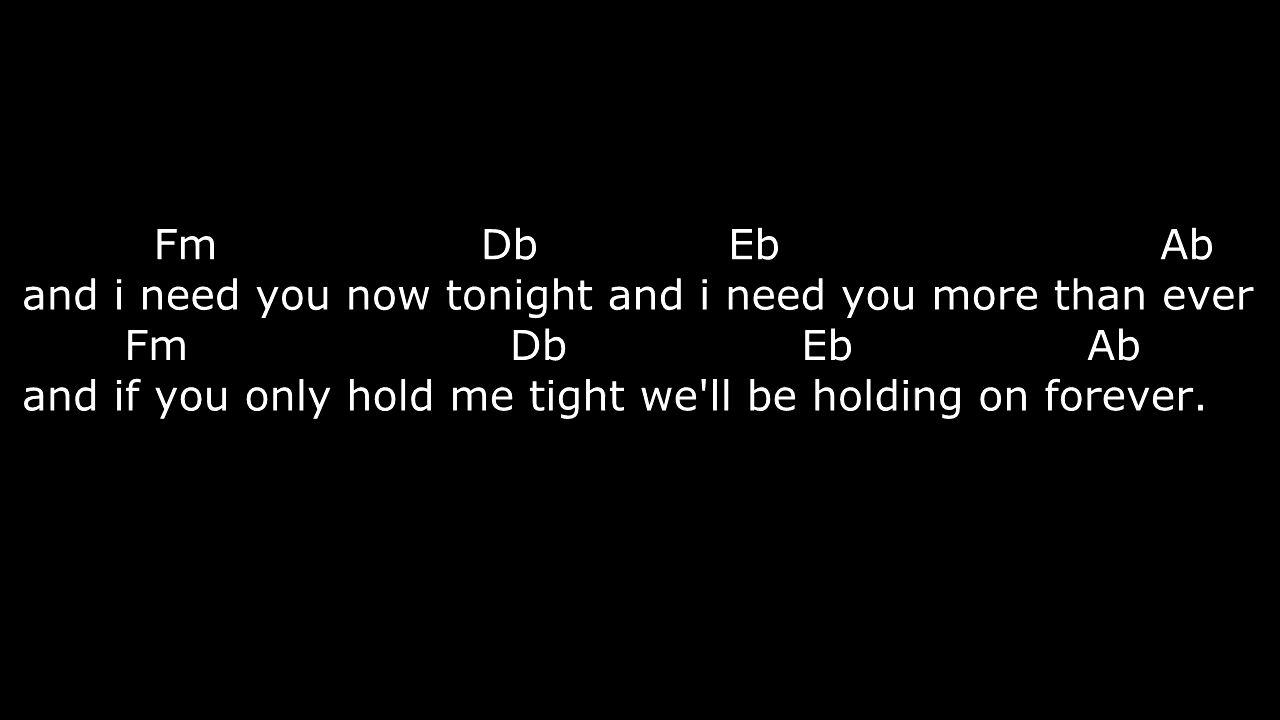 Fm Db Eb Ab
and i need you now tonight and i need you more than ever
Fm Db Eb Ab
and if you only hold me tight we'll be holding on forever.